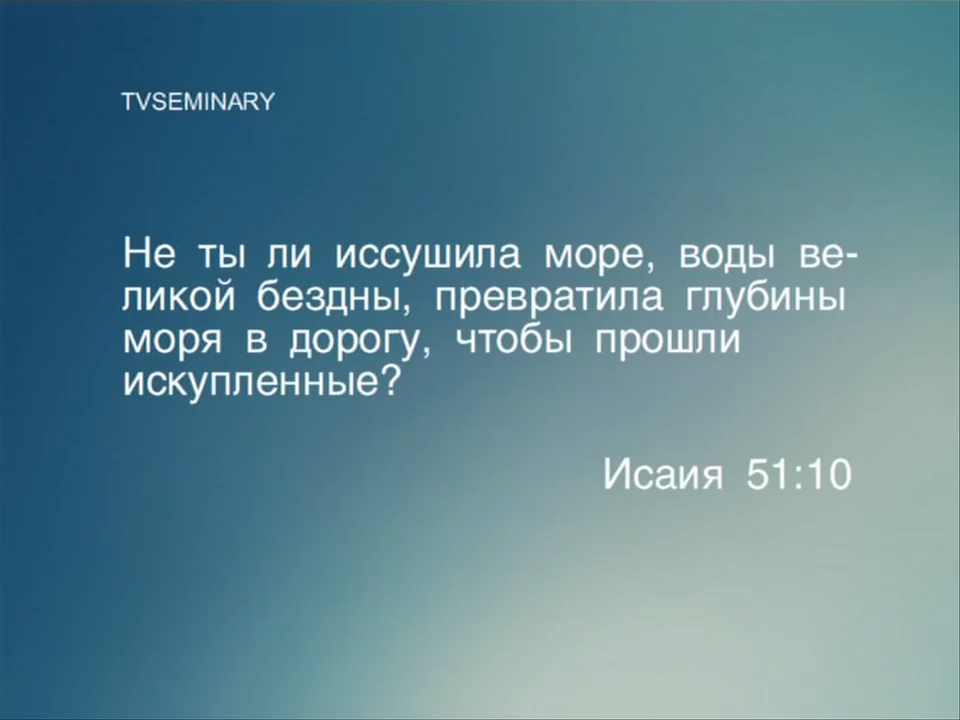 TVSEMINARY
Не ты ли иссушила море, воды ве-
ликой бездны, превратила глубины
моря в дорогу, чтобы прошли
искупленные?
Исаия 51:10